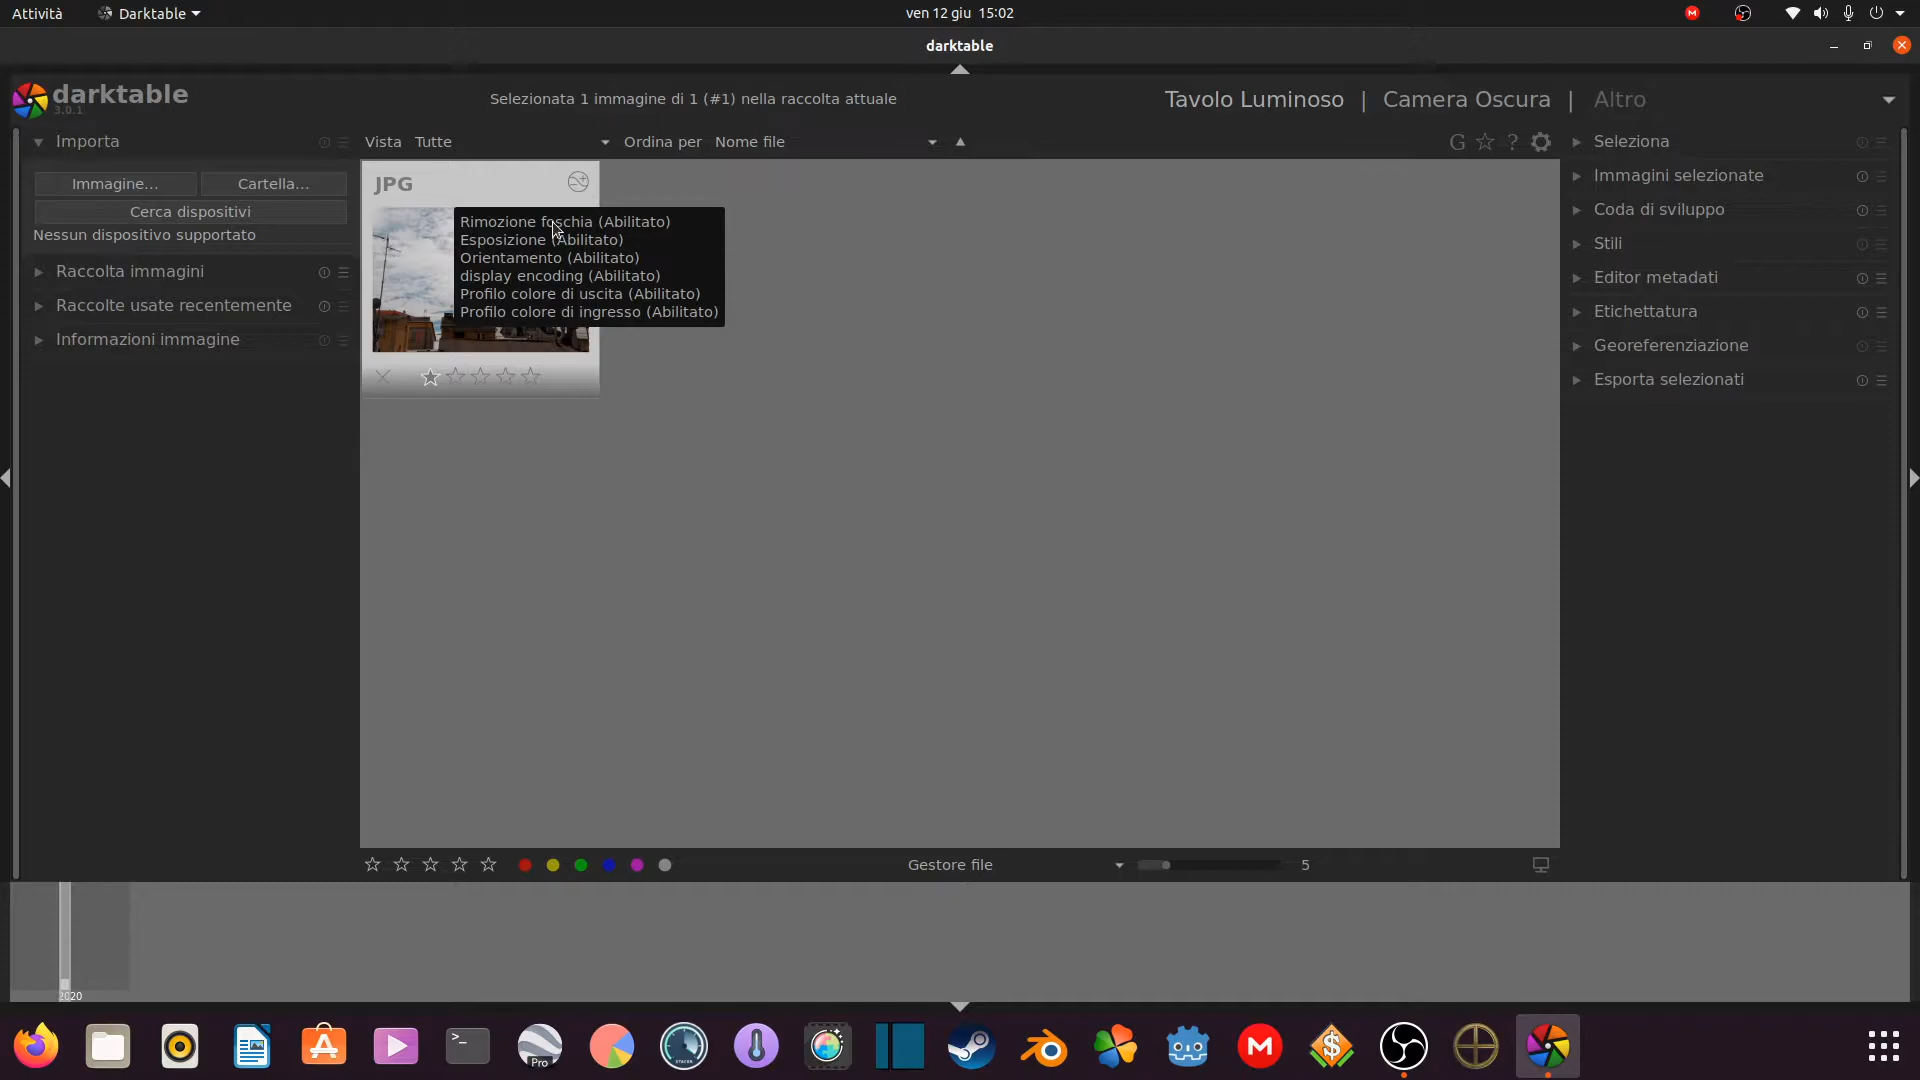 Attività
Darktable
ven 12 giu 15:02
darktable
darktable
3.0.1
Selezionata 1 immagine di 1 (#1) nella raccolta attuale
Tavolo Luminoso | Camera Oscura | Altro
Importa
Vista Tutte
Ordina per Nome file
G
?
Seleziona
Immagine...
Cartella...
Cerca dispositivi
Nessun dispositivo supportato
Raccolta immagini
Raccolte usate recentemente
Informazioni immagine
JPG
Rimozione foschia (Abilitato)
Esposizione (Abilitato)
Orientamento (Abilitato)
display encoding (Abilitato)
Profilo colore di uscita (Abilitato)
Profilo colore di ingresso (Abilitato)
Immagini selezionate
Coda di sviluppo
Stili
Editor metadati
Etichettatura
Georeferenziazione
Esporta selezionati
Gestore file
5
2020
>_
Pro
STACER
M
$